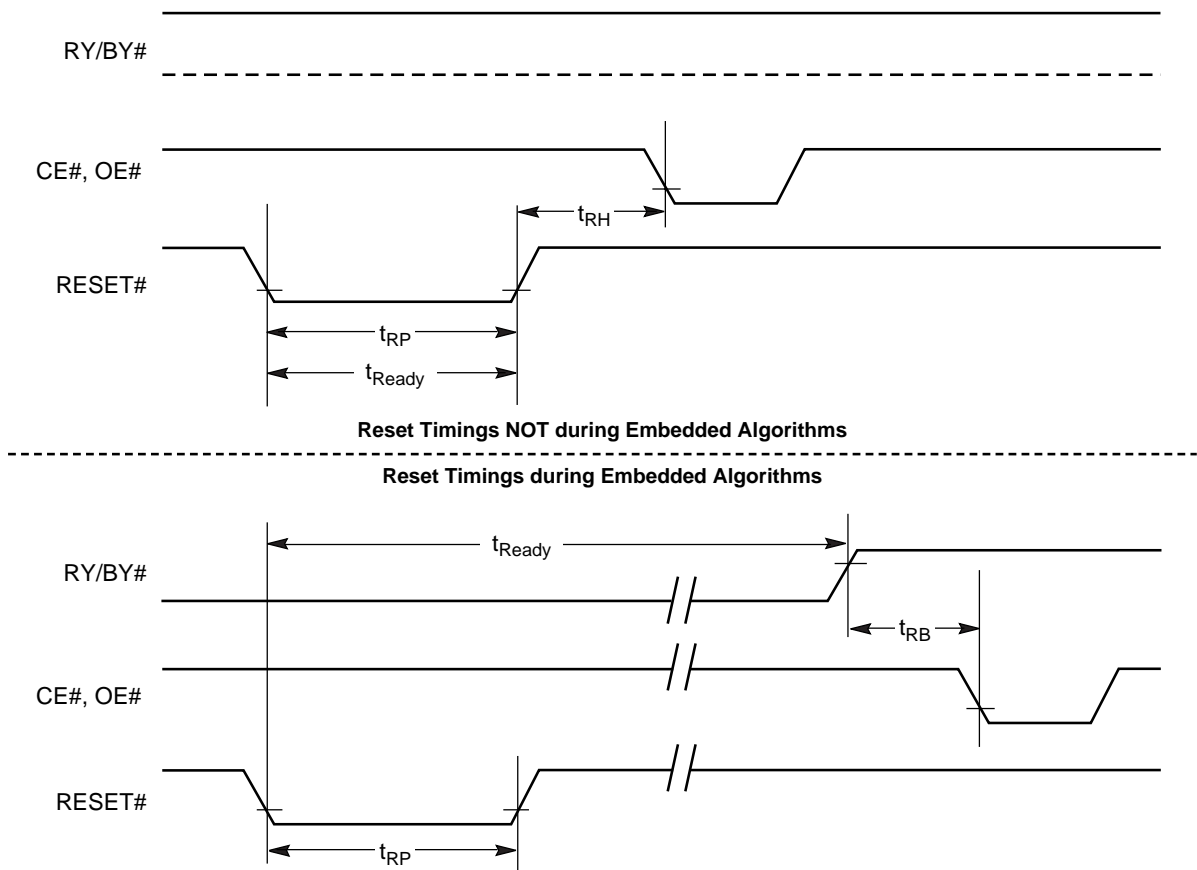 RY/BY#
CE#, OE#
tRH
RESET#
tRP
tReady
Reset Timings NOT during Embedded Algorithms
Reset Timings during Embedded Algorithms
tReady
RY/BY#
tRB
CE#, OE#
RESET#
tRP